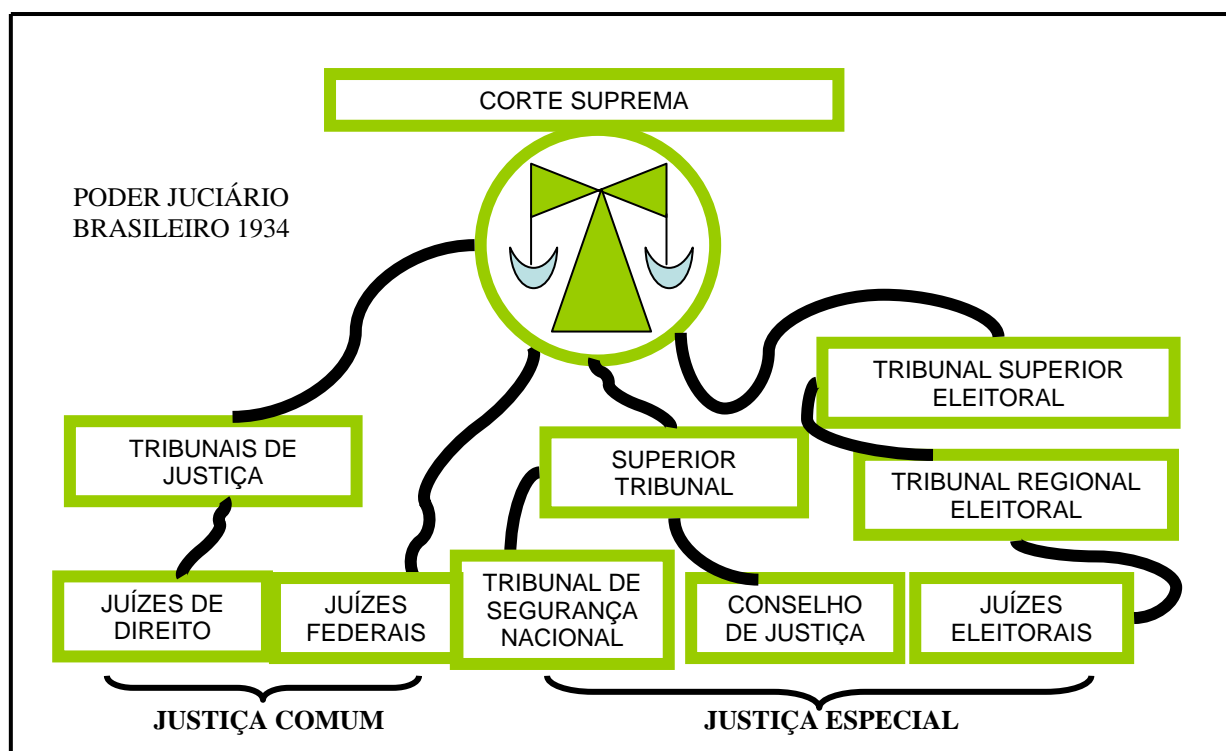 CORTE SUPREMA
PODER JUCIÁRIO
BRASILEIRO 1934
TRIBUNAL SUPERIOR
ELEITORAL
TRIBUNAIS DE
JUSTIÇA
SUPERIOR
TRIBUNAL
TRIBUNAL REGIONAL
ELEITORAL
JUÍZES DE
DIREITO
JUÍZES
FEDERAIS
TRIBUNAL DE
SEGURANÇA
NACIONAL
CONSELHO
DE JUSTIÇA
JUÍZES
ELEITORAIS
JUSTIÇA COMUM
JUSTIÇA ESPECIAL